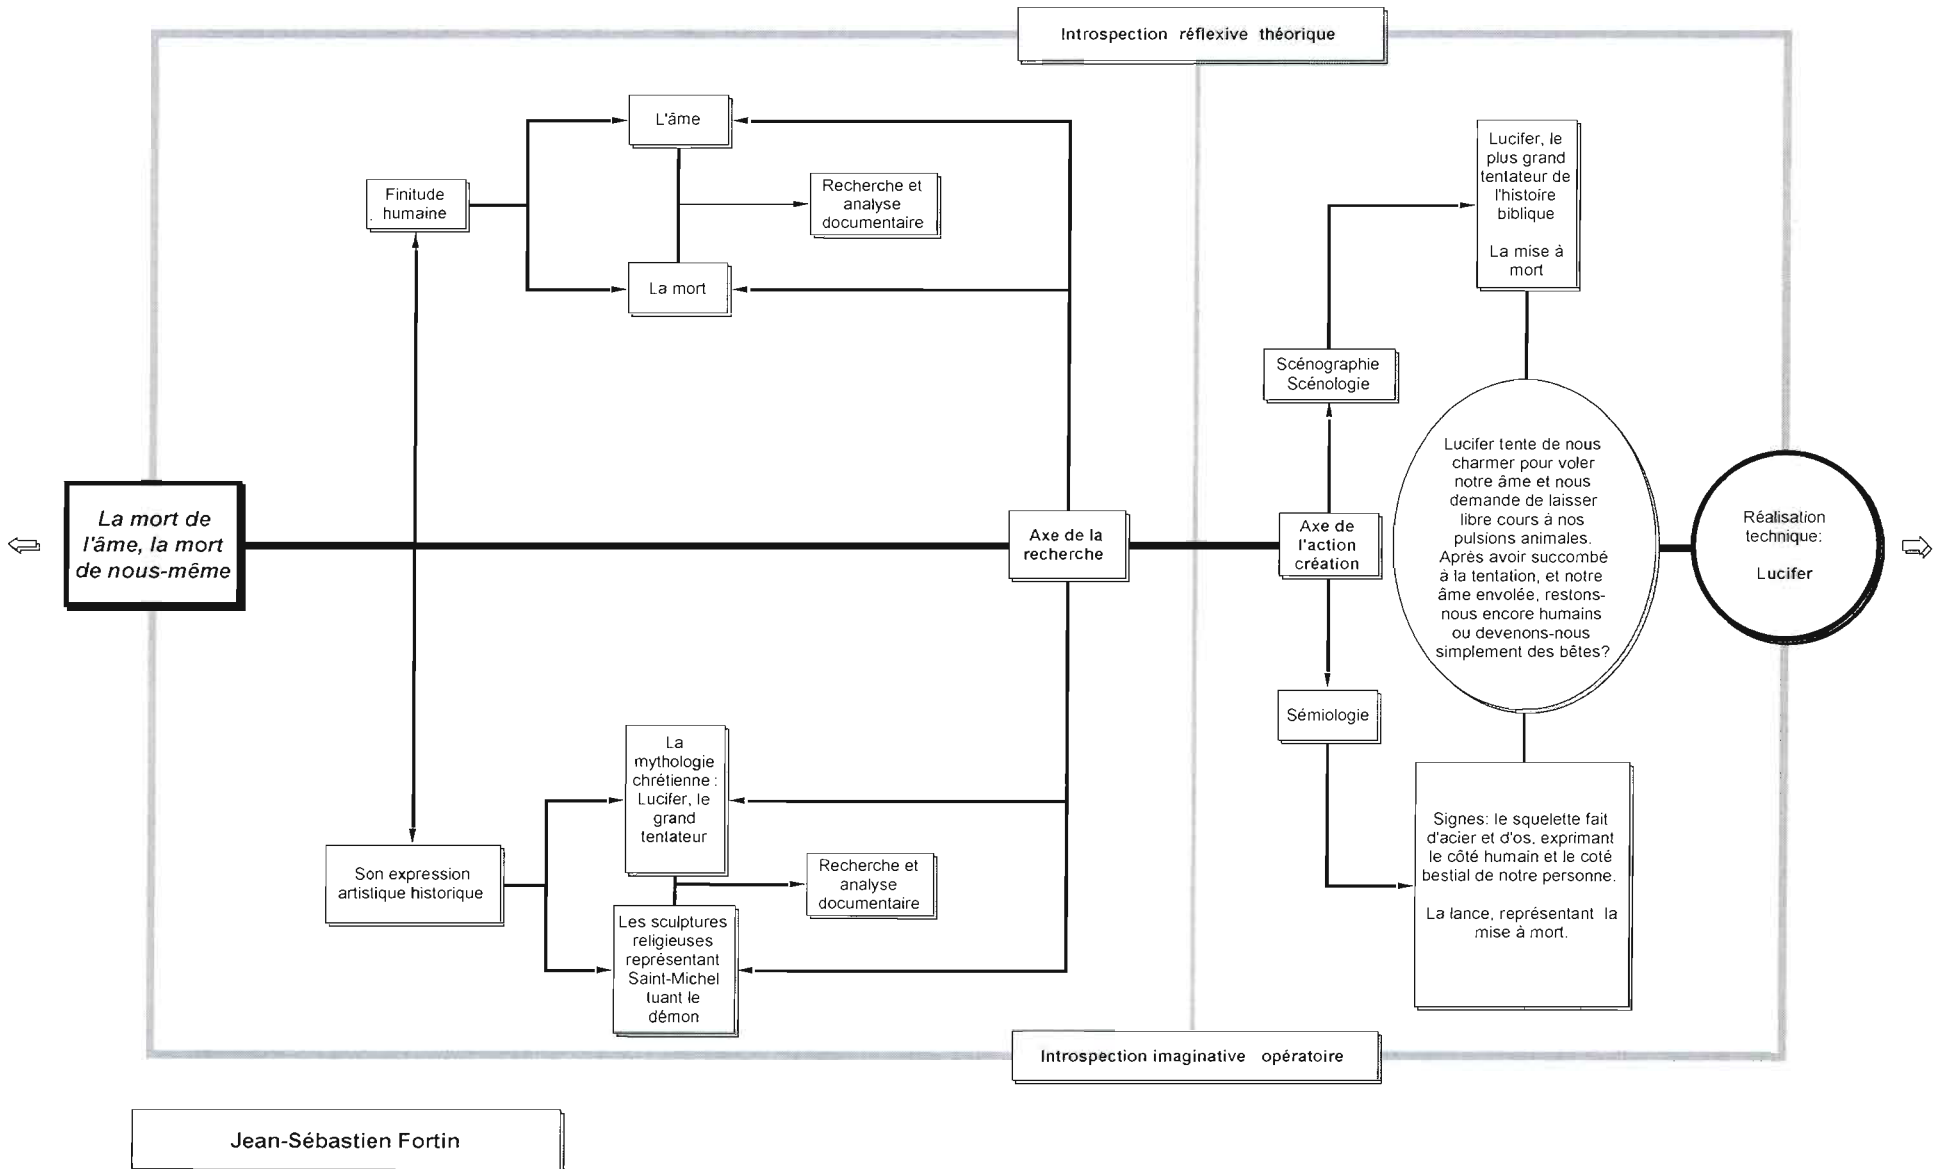 Introspection réflexive théorique
L'âme
Finitude
humaine
Recherche et
analyse
documentaire
La mort
Lucifer, le
plus grand
tentateur de
l'histoire
biblique
La mise à
mort
Scénographie
Scénologie
La mort de
l'âme, la mort
de nous-même
Axe de la
recherche
Axe de
l'action
création
Lucifer tente de nous
charmer pour voler
notre âme et nous
demande de laisser
libre cours à nos
pulsions animales.
Après avoir succombé
à la tentation, et notre
âme envolée, restons-
nous encore humains
ou devenons-nous
simplement des bêtes?
Réalisation
technique:
Lucifer
Sémiologie
La
mythologie
chrétienne :
Lucifer, le
grand
tentateur
Son expression
artistique historique
Recherche et
analyse
documentaire
Les sculptures
religieuses
représentant
Saint-Michel
tuant le
démon
Signes: le squelette fait
d'acier et d'os, exprimant
le côté humain et le coté
bestial de notre personne.
La lance, représentant la
mise à mort.
Introspection imaginative opératoire
Jean-Sébastien Fortin